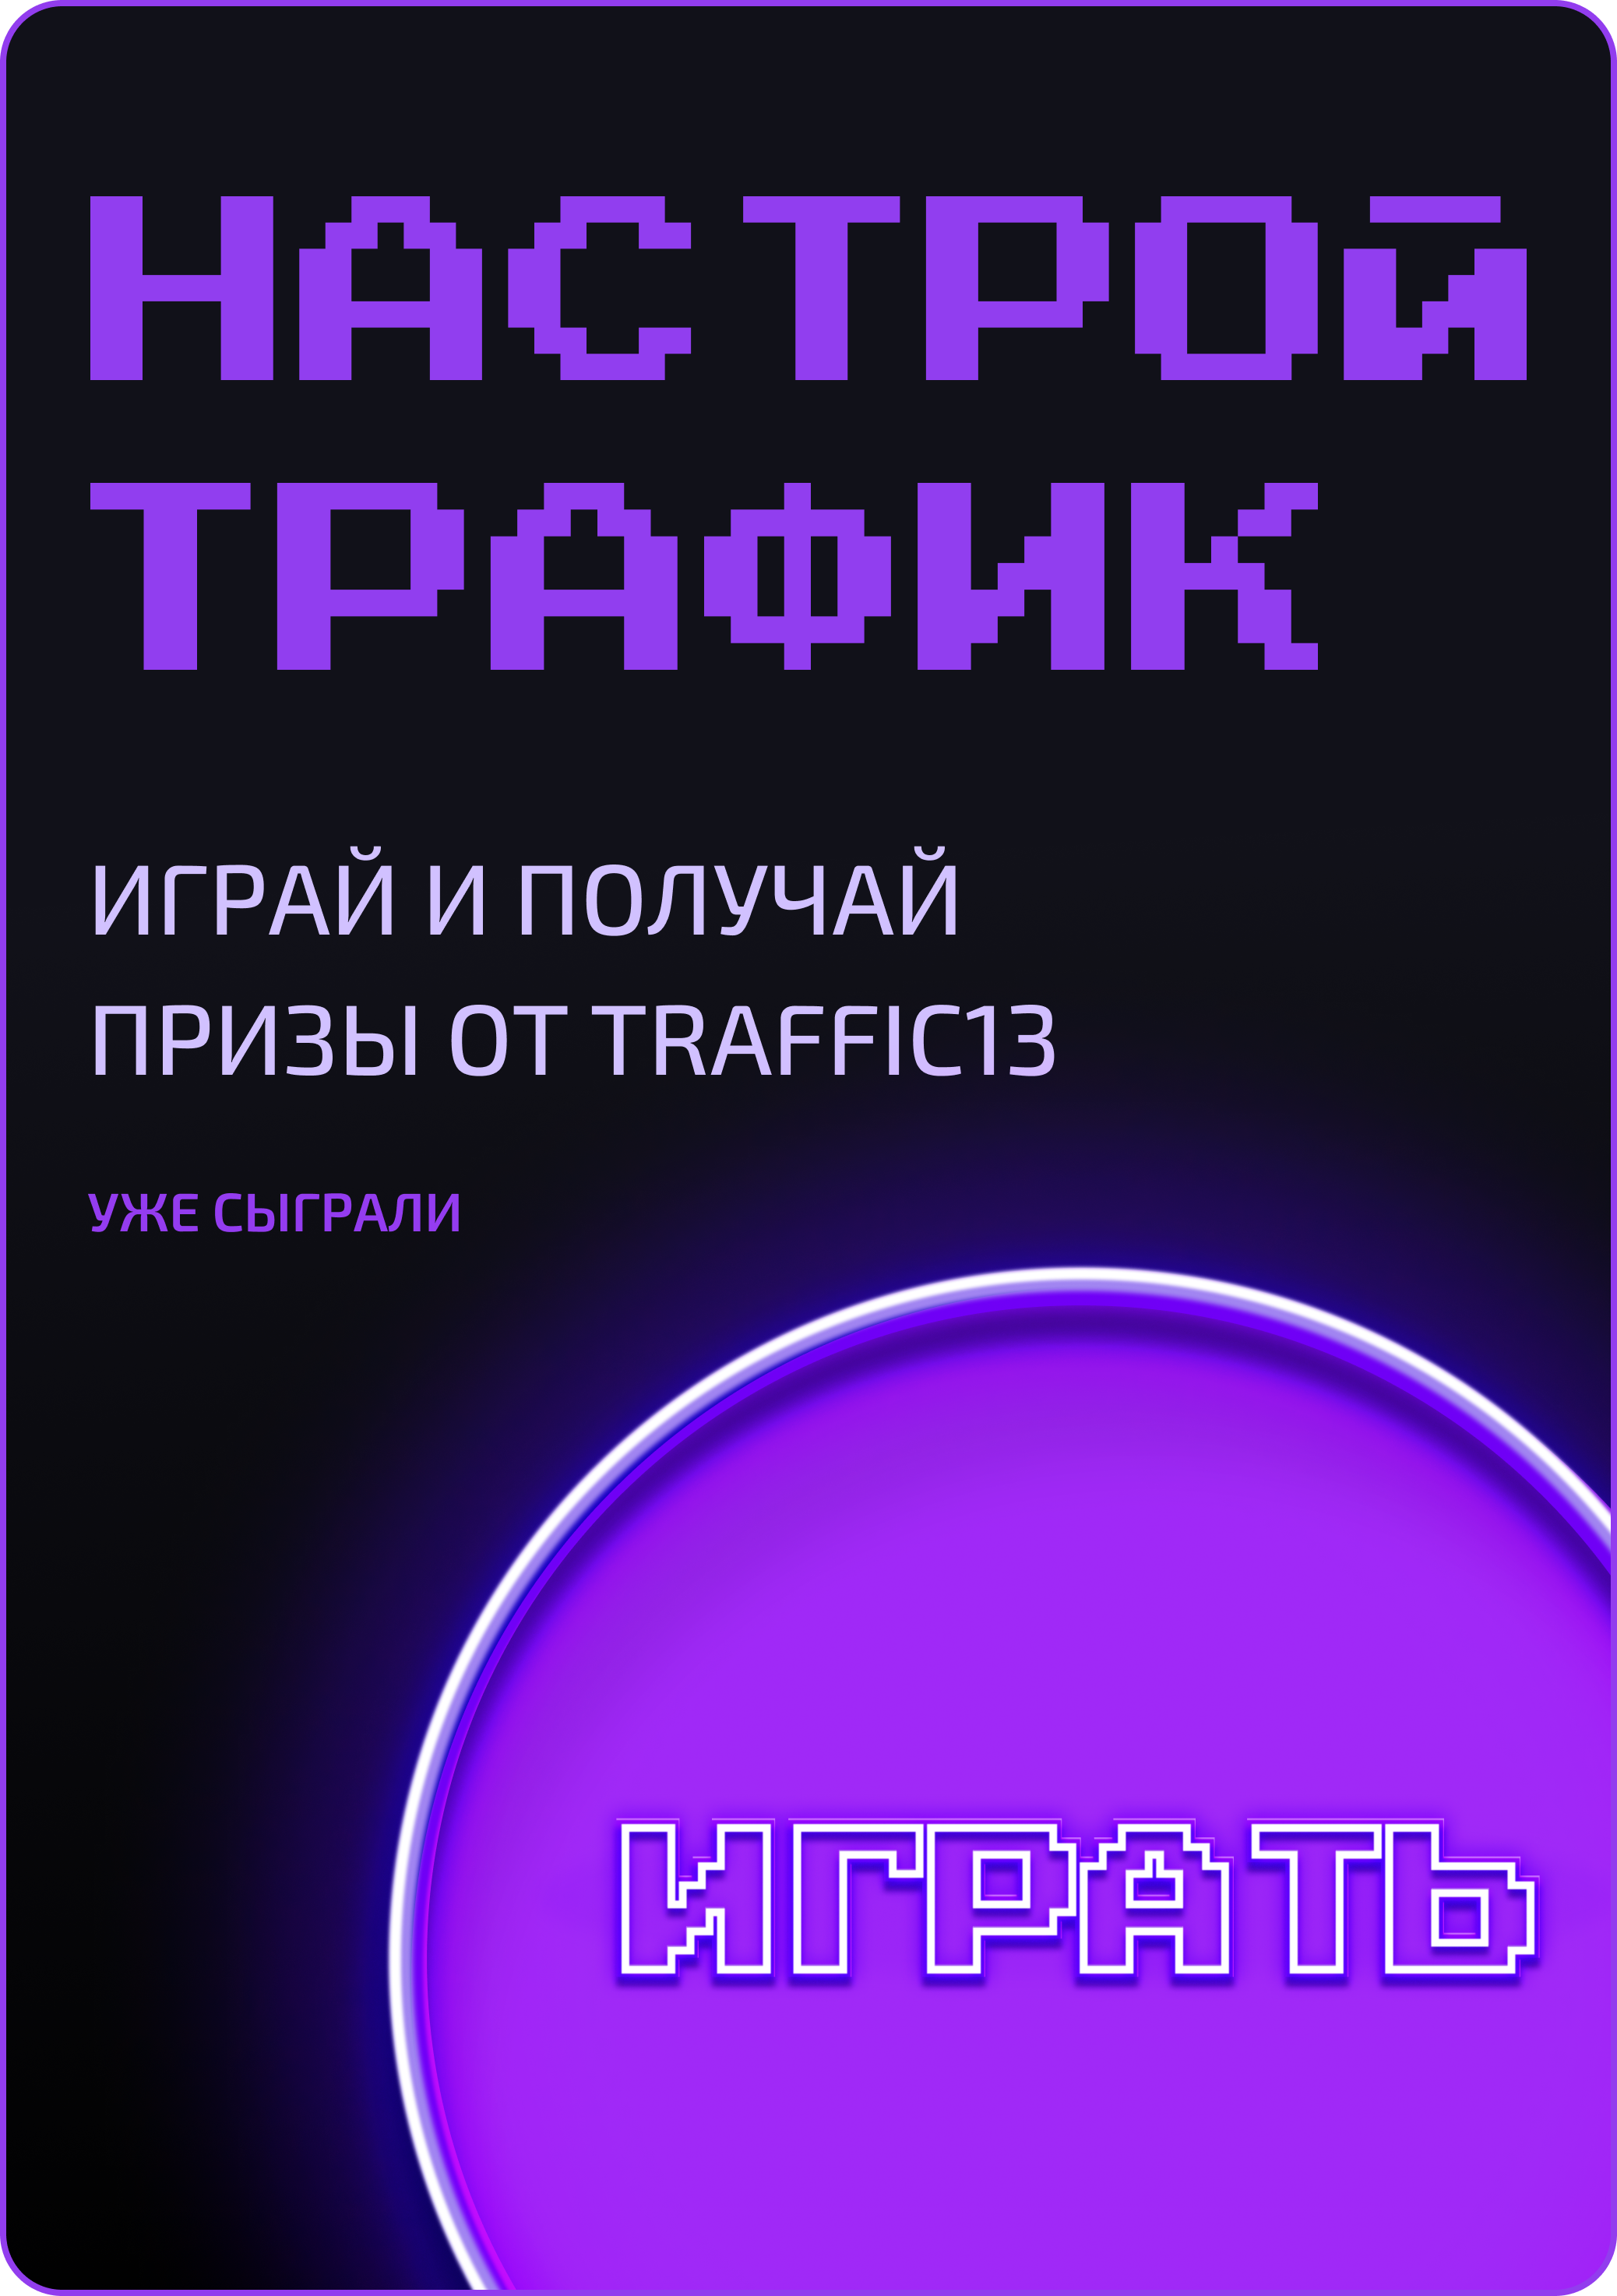 НАСТРОЙ
ТРАФИК
ИГРАЙ И ПОЛУЧАЙ
ПРИЗЫ ОТ TRAFFIC13
УЖЕ СЫГРАЛИ
ИГРАТЬ